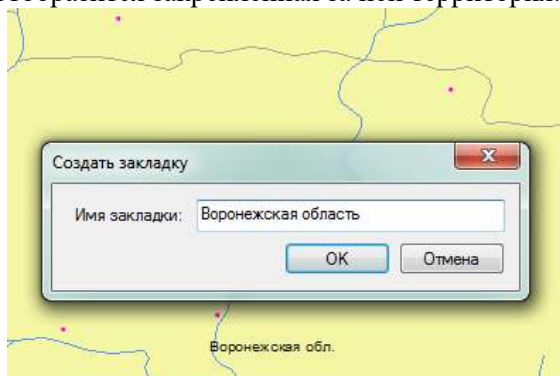 Создать закладку
Имя закладки: Воронежская область
OK Отмена
Воронежская обл.